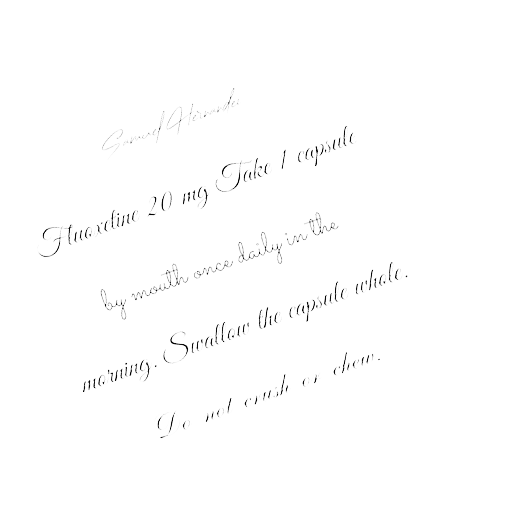 Samuel
Fluoxetine 20 mg Take 1 capsule
by mouth once daily in the
morning. Swallow the capsule whole.
Do not crush or chew.